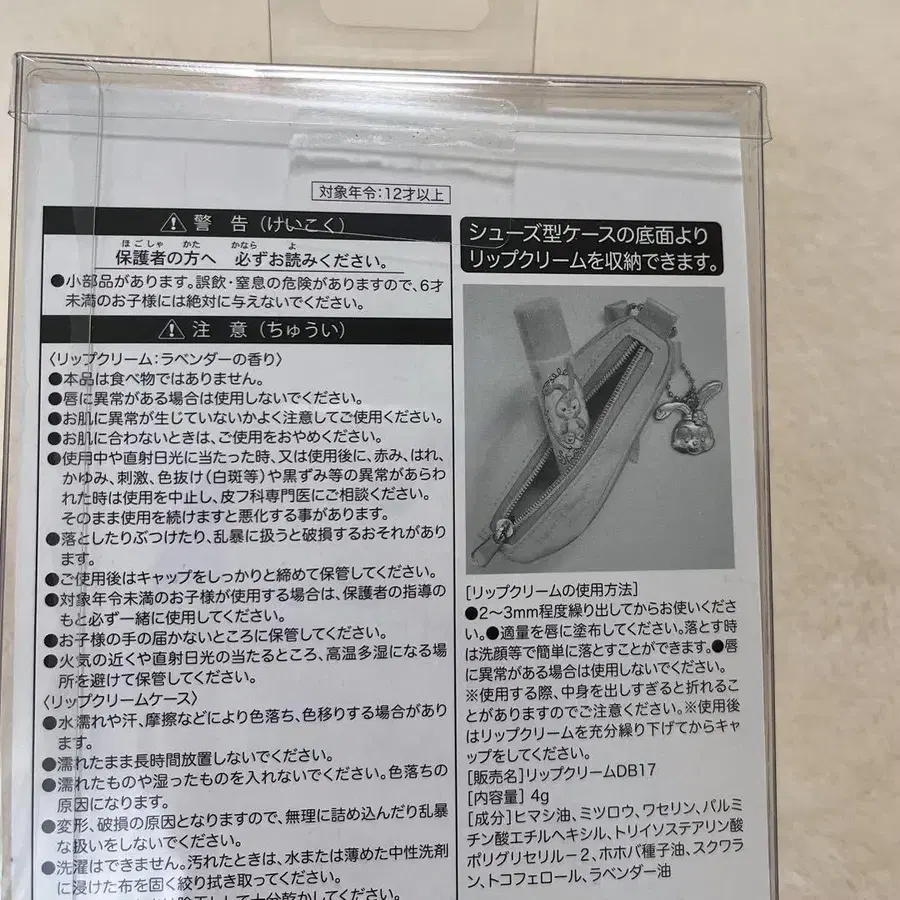 対象年令:12才以上
⚠警告(けいこく)
ほごしゃ かた かなら よ
保護者の方へ 必ずお読みください。
●小部品があります。誤飲・窒息の危険がありますので、6才
未満のお子様には絶対に与えないでください。
⚠注意(ちゅうい)
〈リップクリーム:ラベンダーの香り〉
●本品は食べ物ではありません。
●唇に異常がある場合は使用しないでください。
●お肌に異常が生じていないかよく注意してご使用ください。
●お肌に合わないときは、ご使用をおやめください。
●使用中や直射日光に当たった時、又は使用後に、赤み、はれ、
かゆみ、刺激、色抜け(白斑等)や黒ずみ等の異常があらわ
れた時は使用を中止し、皮フ科専門医にご相談ください。
そのまま使用を続けますと悪化する事があります。
●落としたりぶつけたり、乱暴に扱うと破損するおそれがあり
ます。
●ご使用後はキャップをしっかりと締めて保管してください。
●対象年令未満のお子様が使用する場合は、保護者の指導の
もと必ず一緒に使用してください。
●お子様の手の届かないところに保管してください。
●火気の近くや直射日光の当たるところ、高温多湿になる場
所を避けて保管してください。
〈リップクリームケース〉
●水濡れや汗、摩擦などにより色落ち、色移りする場合があり
ます。
●濡れたまま長時間放置しないでください。
●濡れたものや湿ったものを入れないでください。色落ちの
原因になります。
●変形、破損の原因となりますので、無理に詰め込んだり乱暴
な扱いをしないでください。
●洗濯はできません。汚れたときは、水または薄めた中性洗剤
に浸けた布を固く絞り拭き取ってください。
シューズ型ケースの底面より
リップクリームを収納できます。
[リップクリームの使用方法]
●2〜3mm程度繰り出してからお使いくださ
い。●適量を唇に塗布してください。落とす時
は洗顔等で簡単に落とすことができます。●唇
に異常がある場合は使用しないでください。
※使用する際、中身を出しすぎると折れるこ
とがありますのでご注意ください。※使用後
はリップクリームを充分繰り下げてからキャ
ップをしてください。
[販売名]リップクリームDB17
[内容量] 4g
[成分]ヒマシ油、ミツロウ、ワセリン、パルミ
チン酸エチルヘキシル、トリイソステアリン酸
ポリグリセリル－2、ホホバ種子油、スクワラ
ン、トコフェロール、ラベンダー油